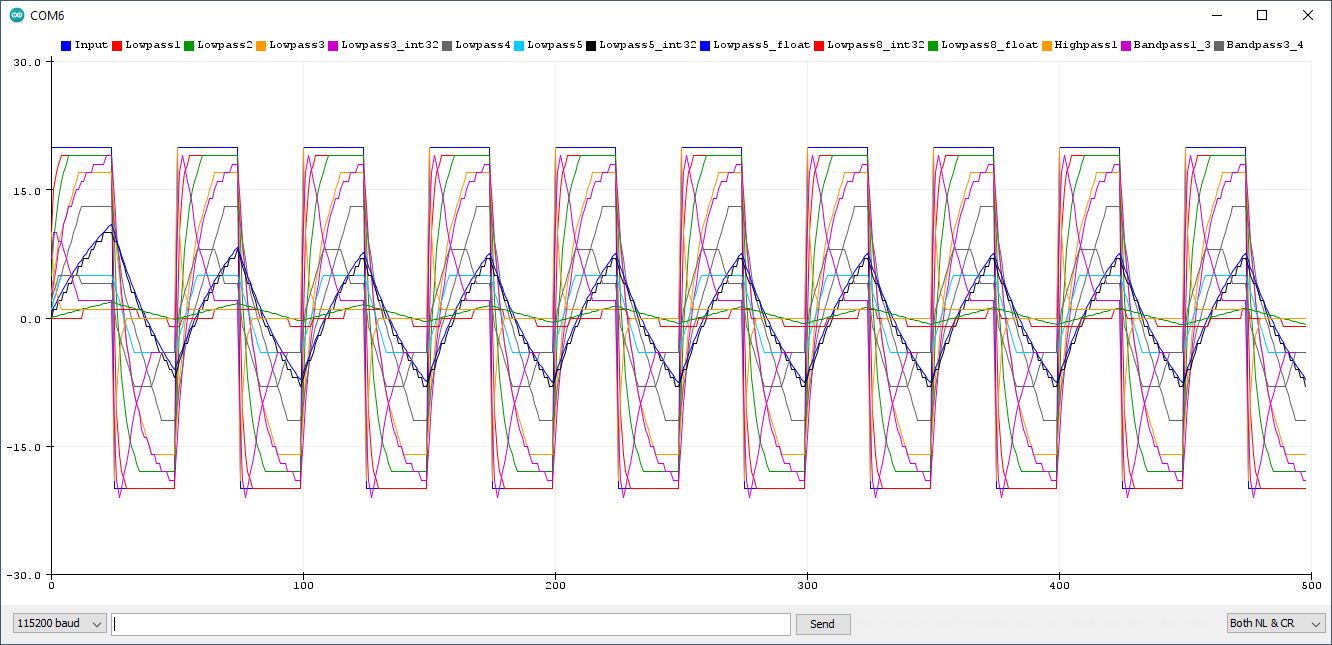 COM6
Input Lowpass1 Lowpass2 Lowpass3 Lowpass3_int32 Lowpass4 Lowpass5 Lowpass5_int32 Lowpass5_float Lowpass8_int32 Lowpass8_float Highpass1 Bandpass1_3 Bandpass3_4
30.0
15.0
0.0
-15.0
-30.0
0 100 200 300 400 500
115200 baud Send Both NL & CR